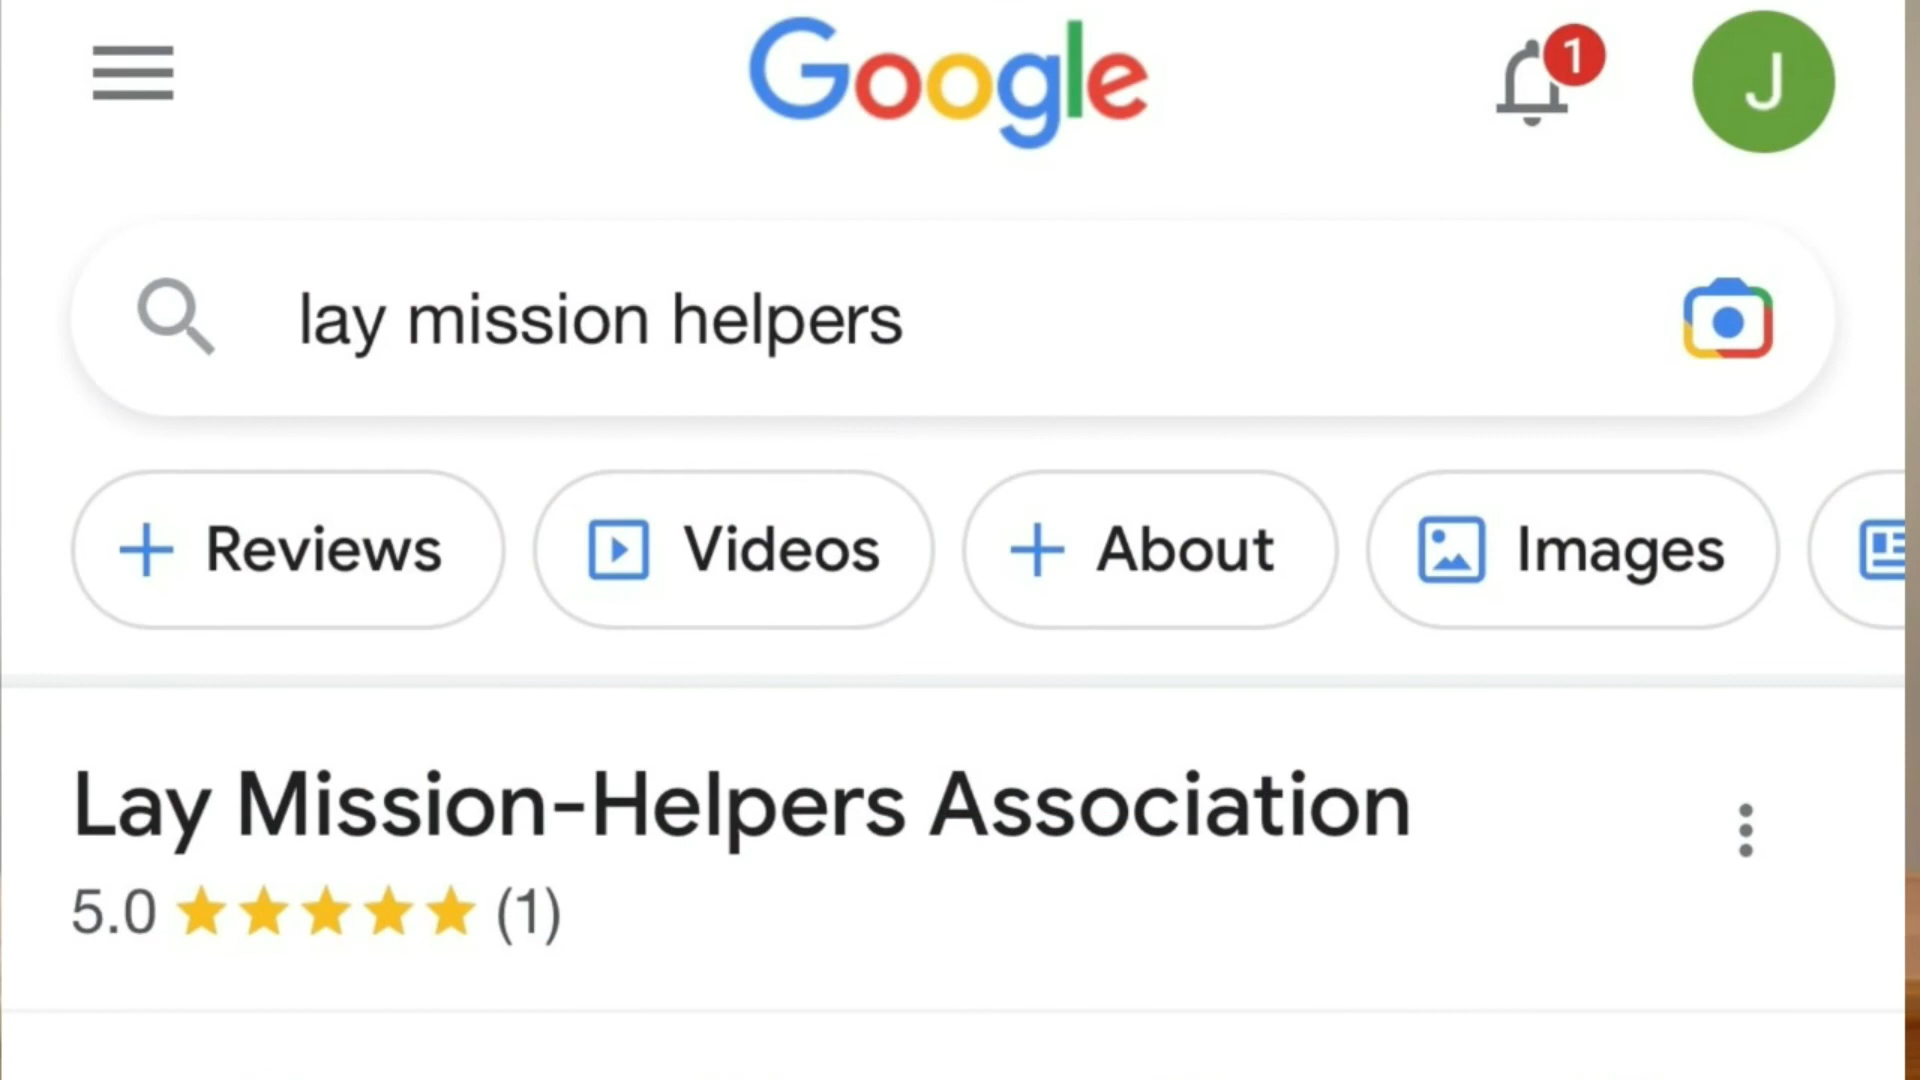 Google
1
J
lay mission helpers
Reviews
Videos
About
Images
Lay Mission-Helpers Association
5.0 (1)